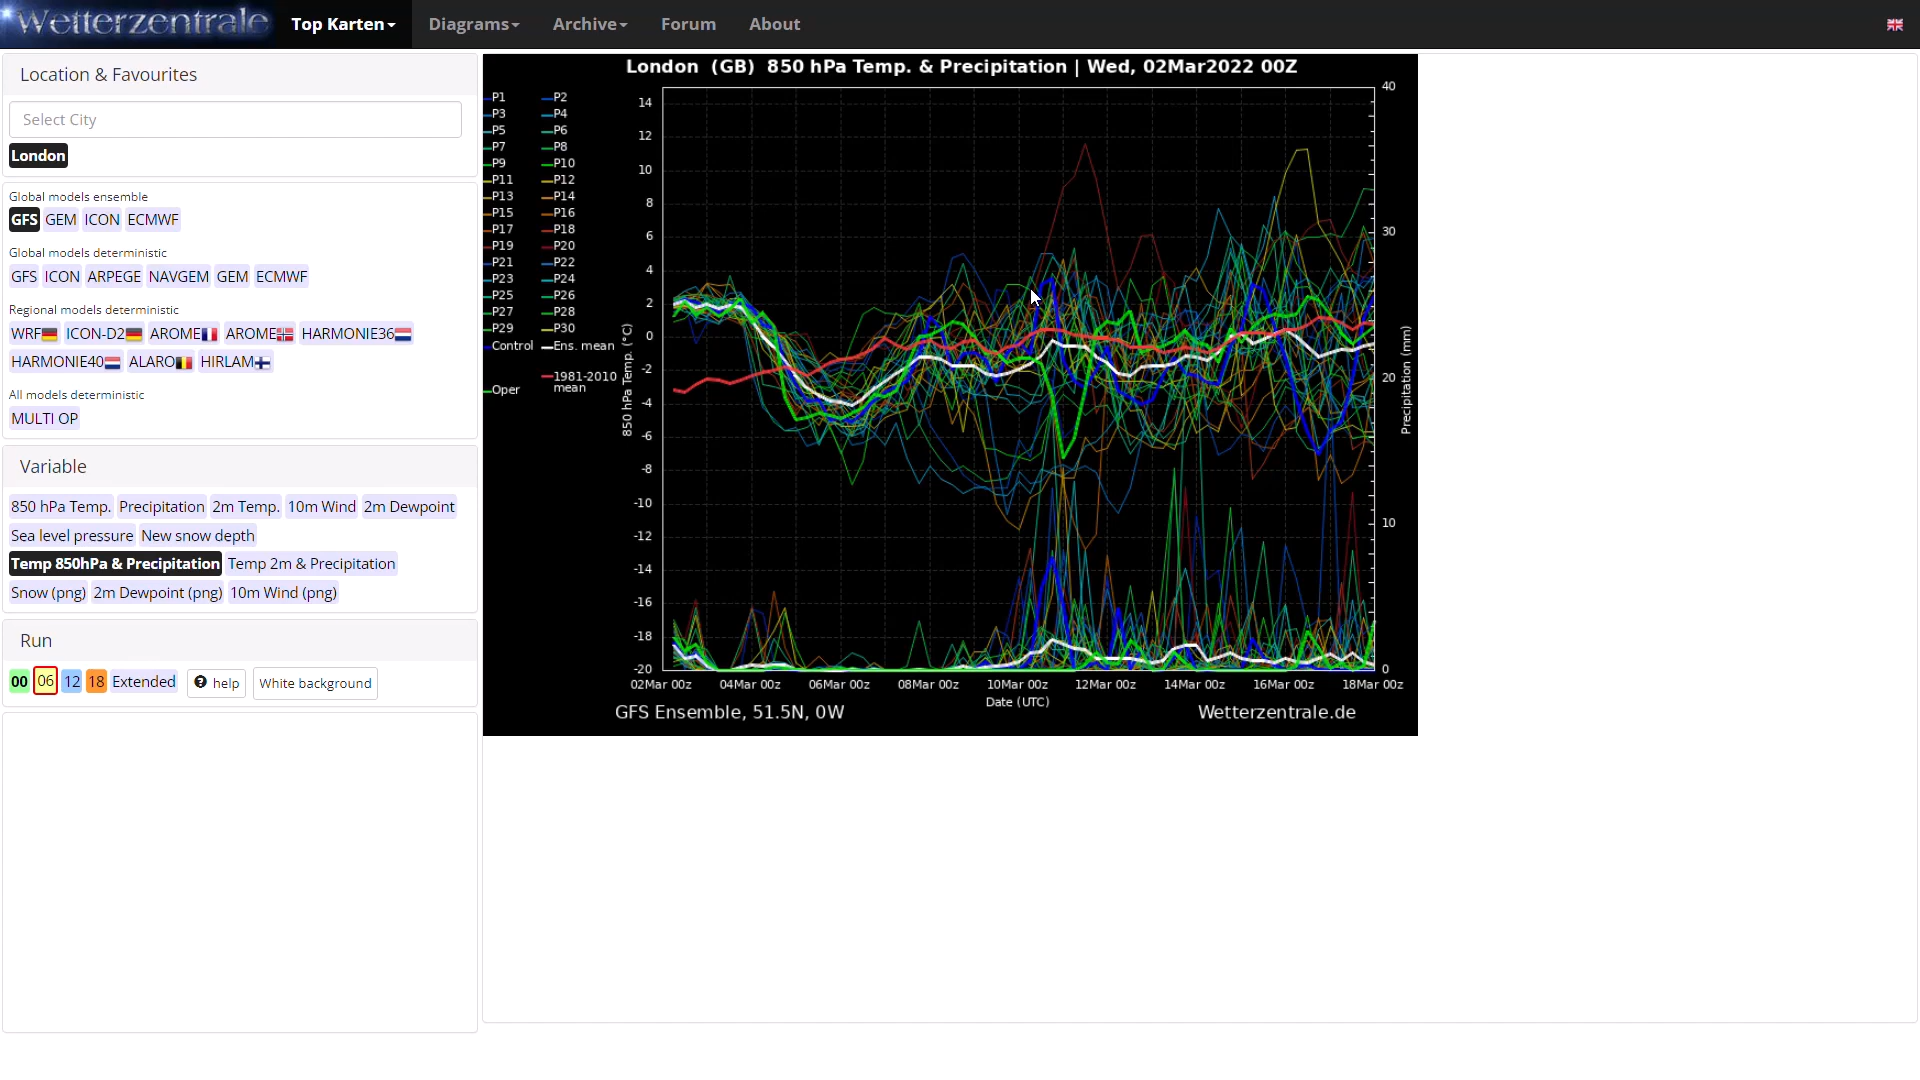 Wetterzentrale Top Karten Diagrams Archive Forum About
Location & Favourites
Select City
London
Global models ensemble
GFS GEM ICON ECMWF
Global models deterministic
GFS ICON ARPEGE NAVGEM GEM ECMWF
Regional models deterministic
WRF ICON-D2 AROME AROME HARMONIE36
HARMONIE40 ALARO HIRLAM
All models deterministic
MULTI OP
Variable
850 hPa Temp. Precipitation 2m Temp. 10m Wind 2m Dewpoint
Sea level pressure New snow depth
Temp 850hPa & Precipitation Temp 2m & Precipitation
Snow (png) 2m Dewpoint (png) 10m Wind (png)
Run
00 06 12 18 Extended help White background
London (GB) 850 hPa Temp. & Precipitation | Wed, 02Mar2022 00Z
P1 P2
P3 P4
P5 P6
P7 P8
P9 P10
P11 P12
P13 P14
P15 P16
P17 P18
P19 P20
P21 P22
P23 P24
P25 P26
P27 P28
P29 P30
Control Ens. mean
1981-2010
mean
Oper
850 hPa Temp. (°C)
14
12
10
8
6
4
2
0
-2
-4
-6
-8
-10
-12
-14
-16
-18
-20
40
30
20
10
0
Precipitation (mm)
02Mar 00z 04Mar 00z 06Mar 00z 08Mar 00z 10Mar 00z 12Mar 00z 14Mar 00z 16Mar 00z 18Mar 00z
Date (UTC)
GFS Ensemble, 51.5N, 0W Wetterzentrale.de